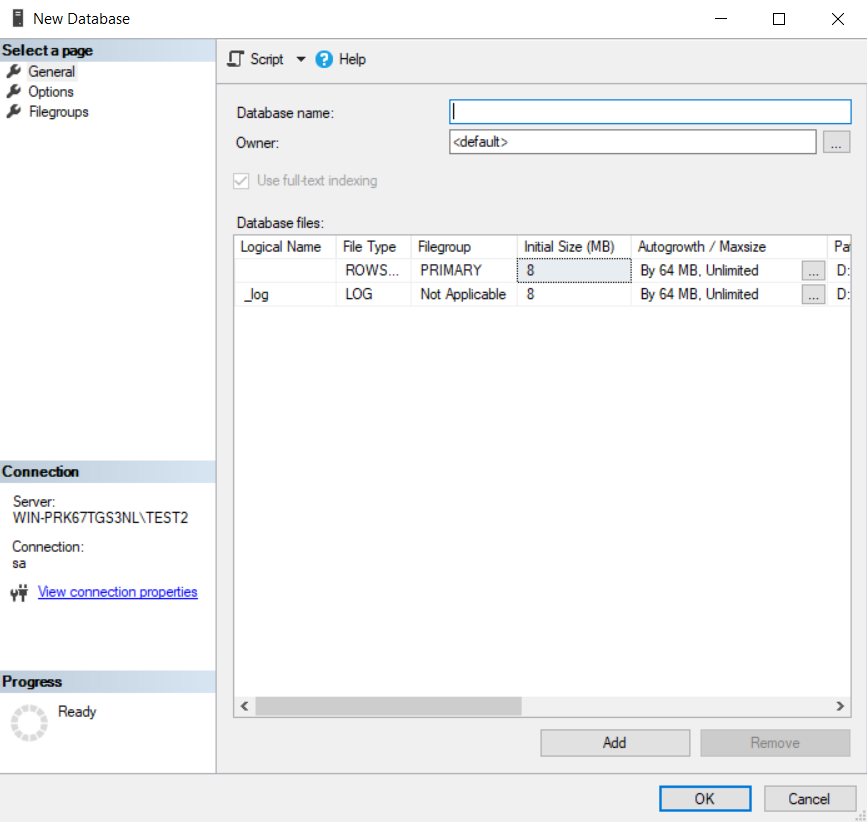 New Database
Select a page
General
Options
Filegroups
Script
Help
Database name:
Owner: <default> ...
Use full-text indexing
Database files:
Logical Name File Type Filegroup Initial Size (MB) Autogrowth / Maxsize
ROWS... PRIMARY 8 By 64 MB, Unlimited ... D:
_log LOG Not Applicable 8 By 64 MB, Unlimited ... D:
Connection
Server:
WIN-PRK67TGS3NL\TEST2
Connection:
sa
View connection properties
Progress
Ready
Add Remove
OK Cancel